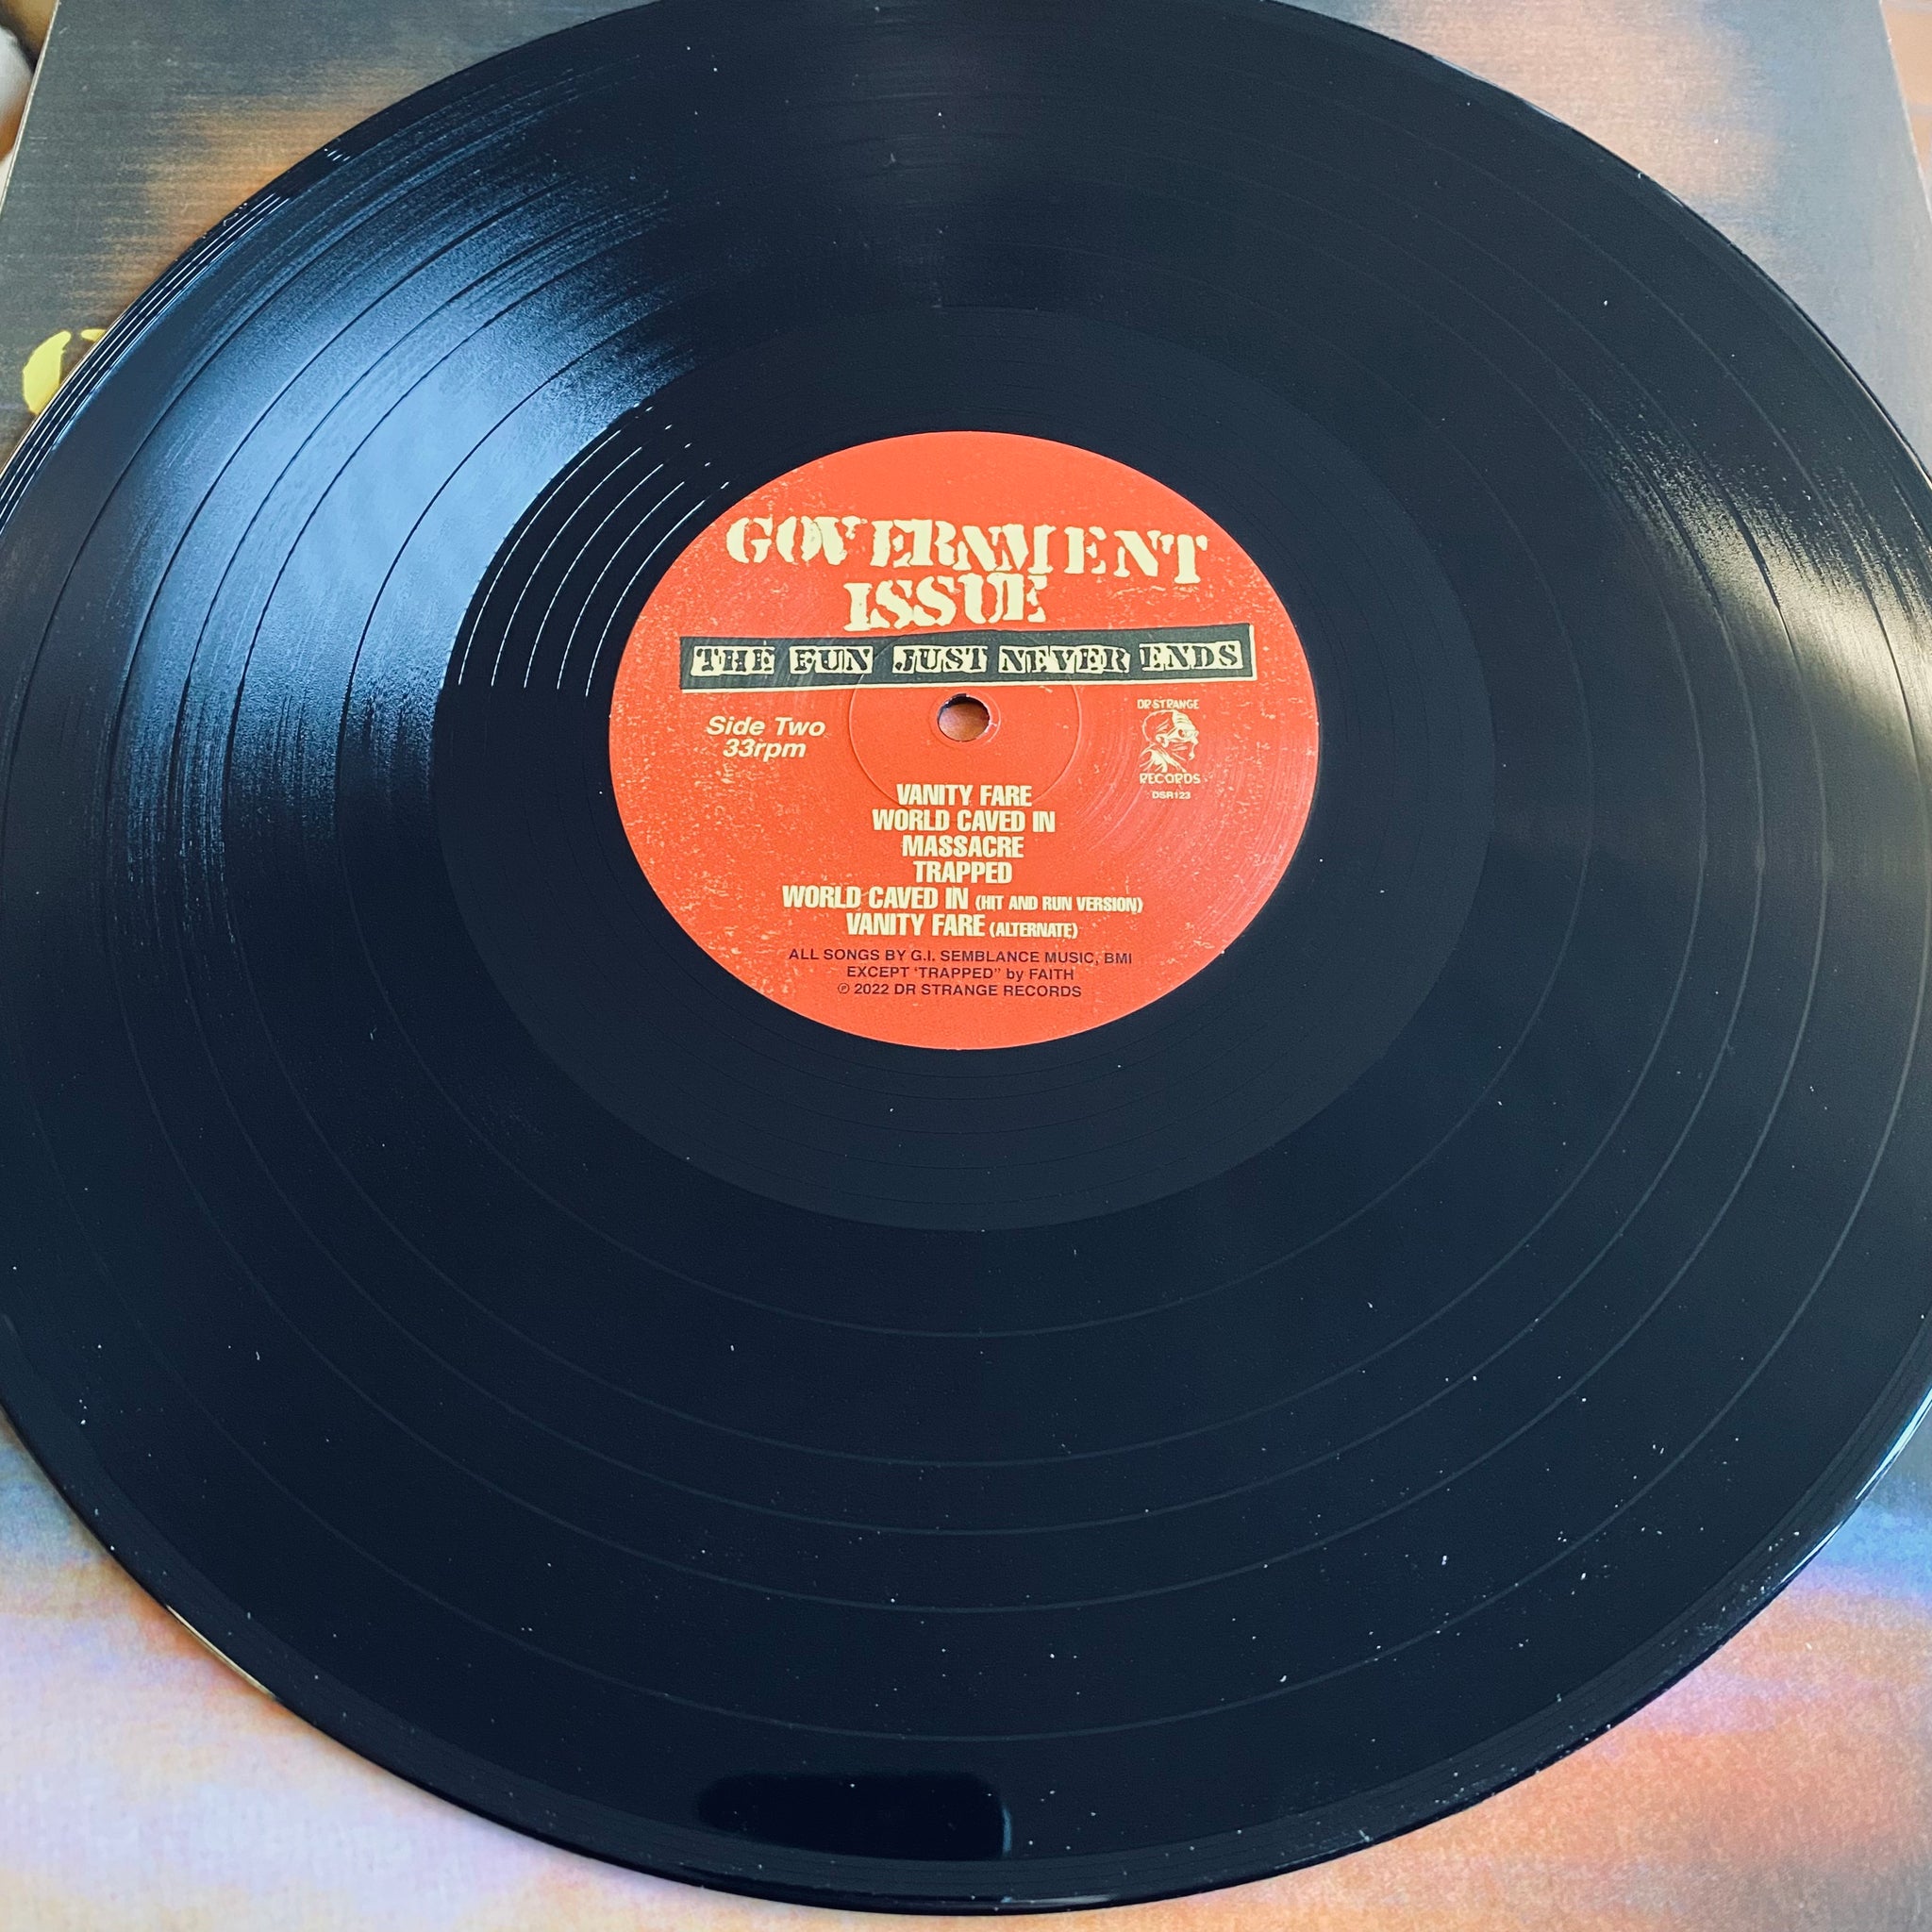 GOVERNMENT
ISSUE
THE FUN JUST NEVER ENDS
Side Two
33rpm
DR STRANGE
RECORDS
DSR123
VANITY FARE
WORLD CAVED IN
MASSACRE
TRAPPED
WORLD CAVED IN (HIT AND RUN VERSION)
VANITY FARE (ALTERNATE)
ALL SONGS BY G.I. SEMBLANCE MUSIC, BMI
EXCEPT 'TRAPPED" by FAITH
℗ 2022 DR STRANGE RECORDS